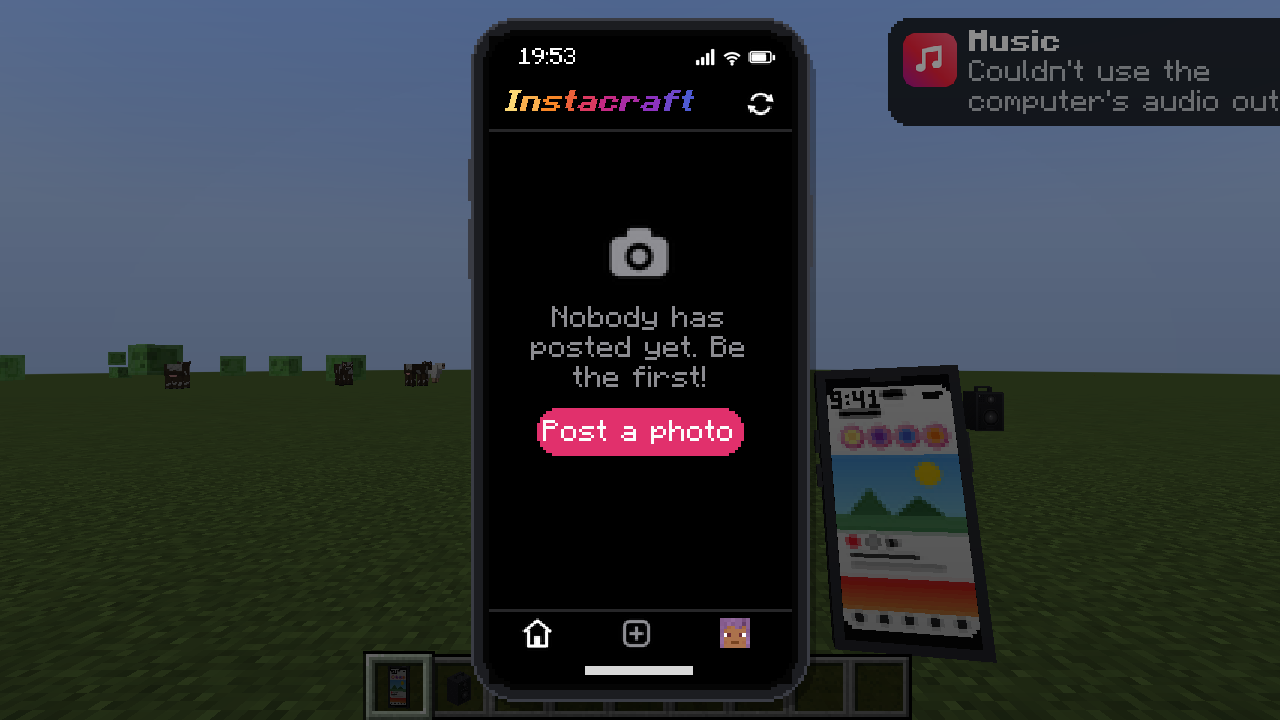 19:53
Instacraft
Nobody has
posted yet. Be
the first!
Post a photo
Music
Couldn't use the
computer's audio out
9:41